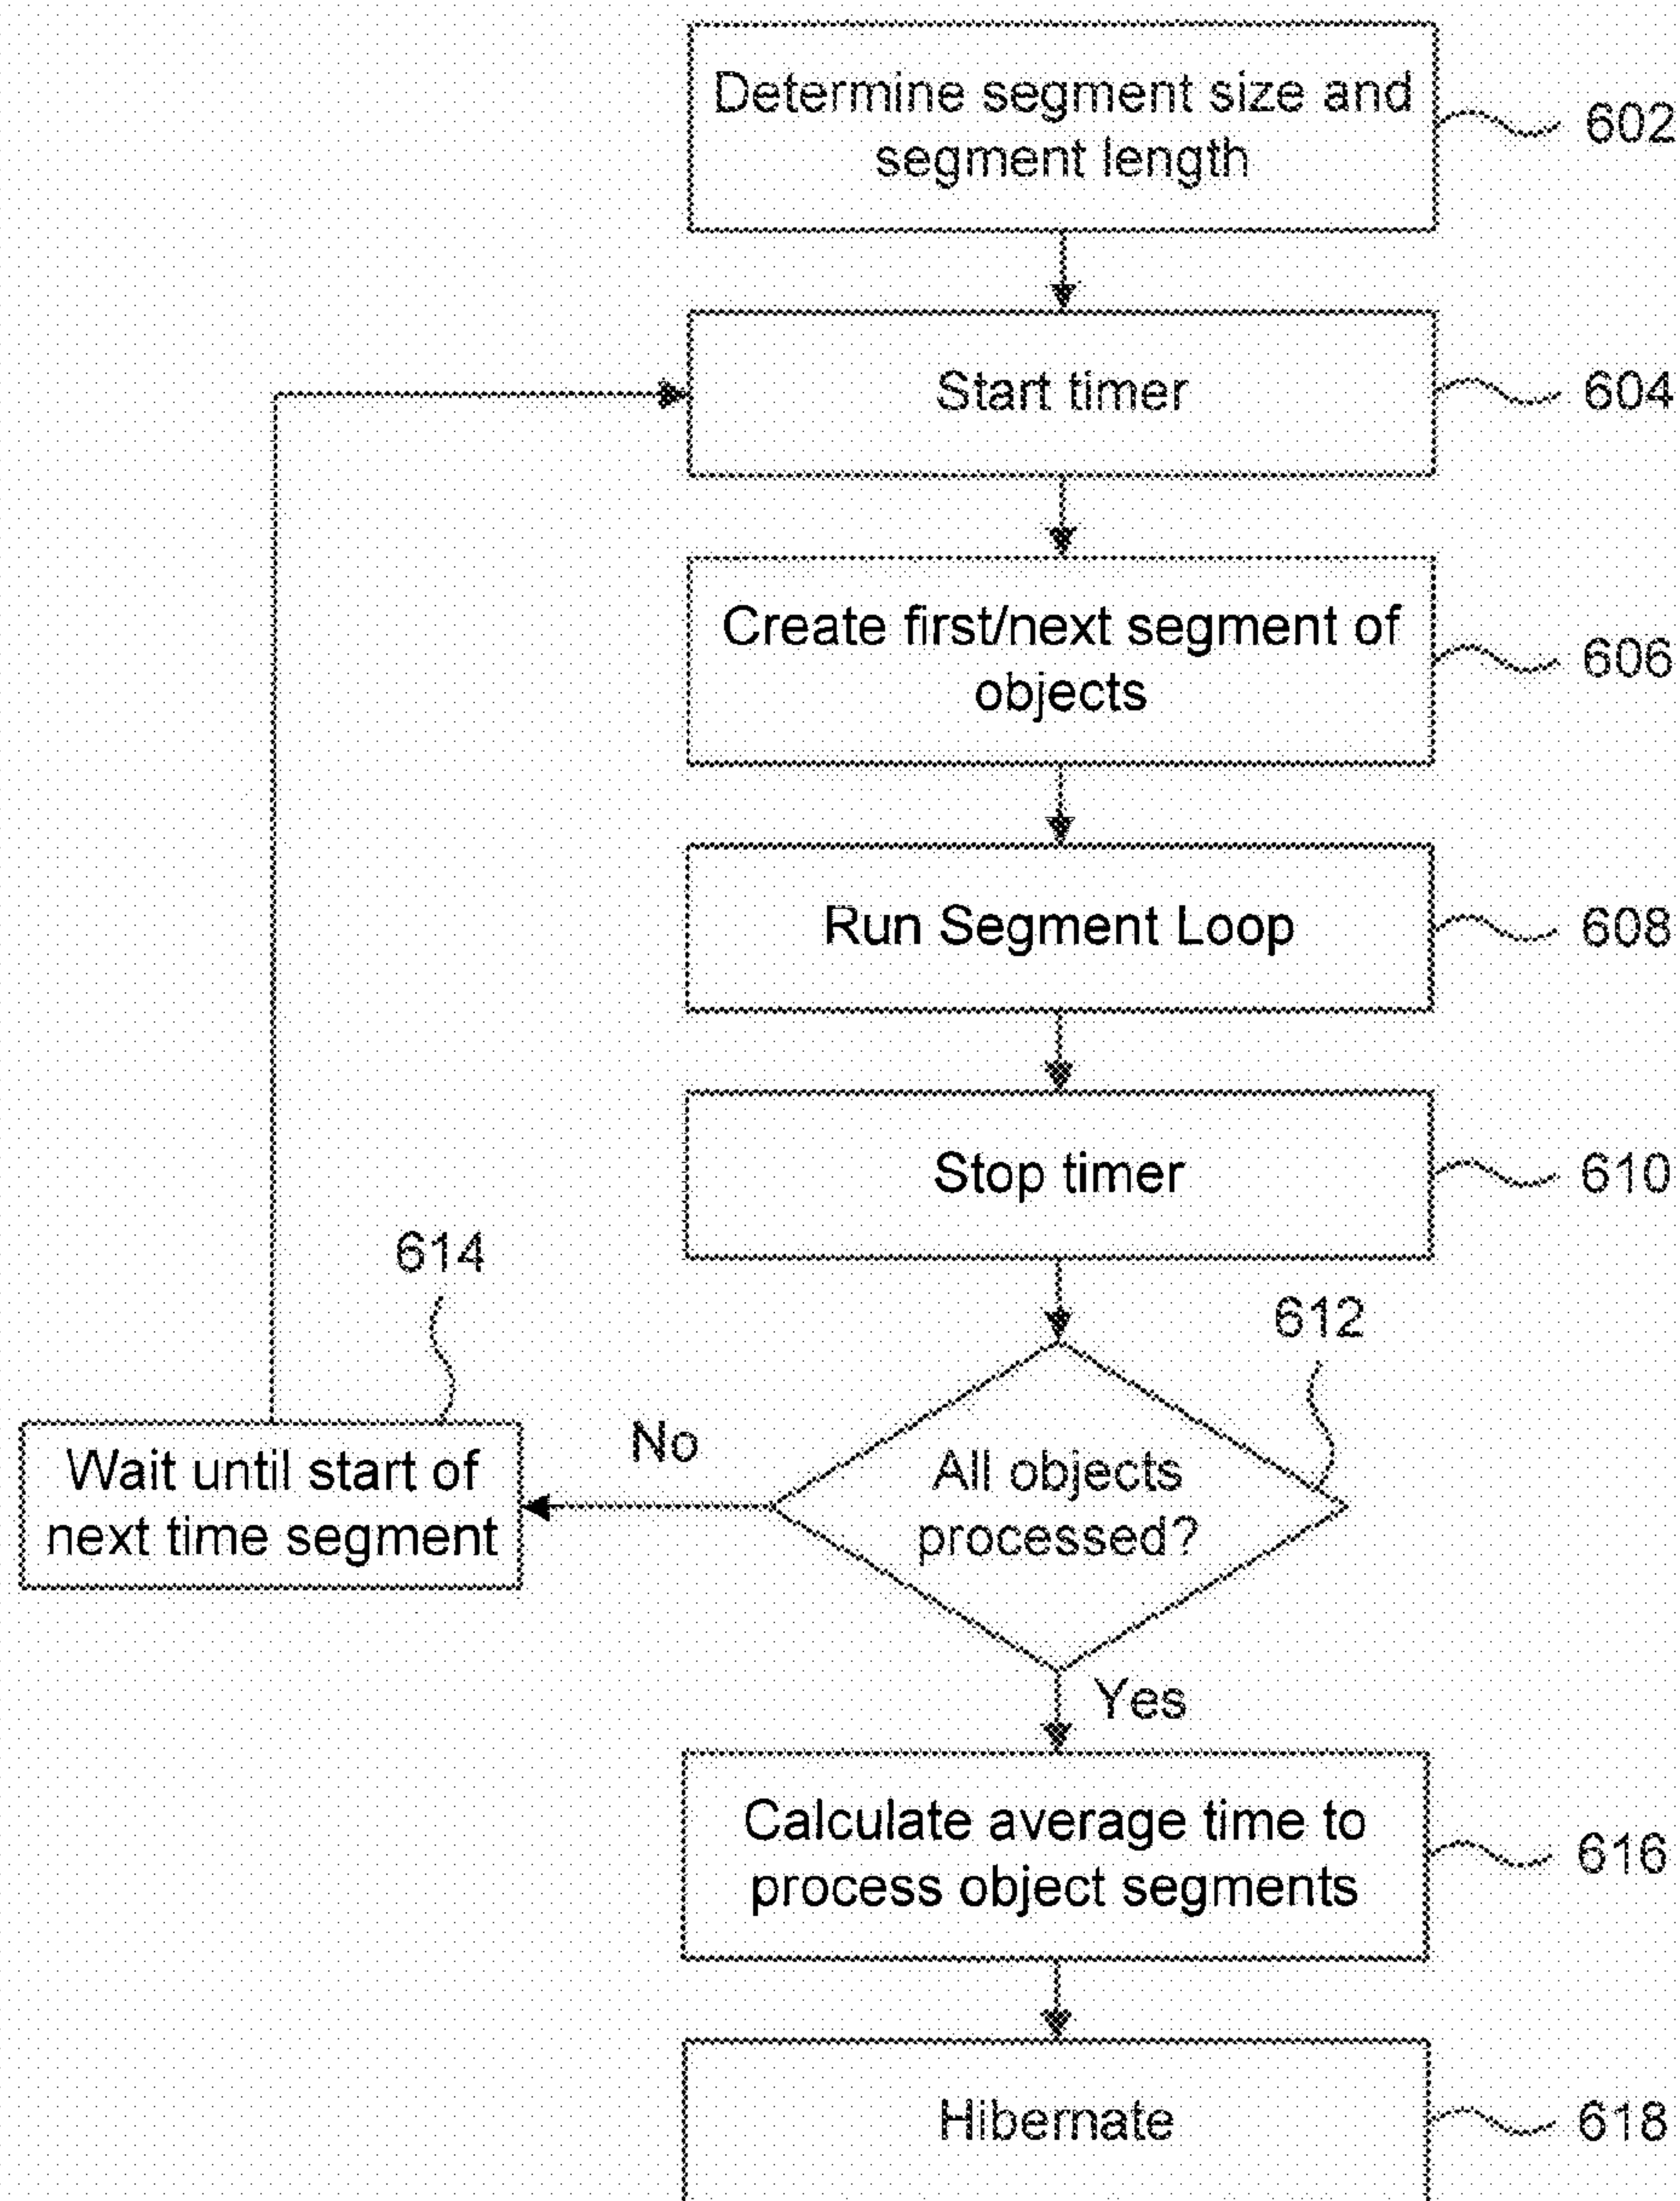 Determine segment size and
segment length
602
Start timer
604
Create first/next segment of
objects
606
Run Segment Loop
608
Stop timer
610
614
612
Wait until start of
next time segment
No
All objects
processed?
Yes
Calculate average time to
process object segments
616
Hibernate
618